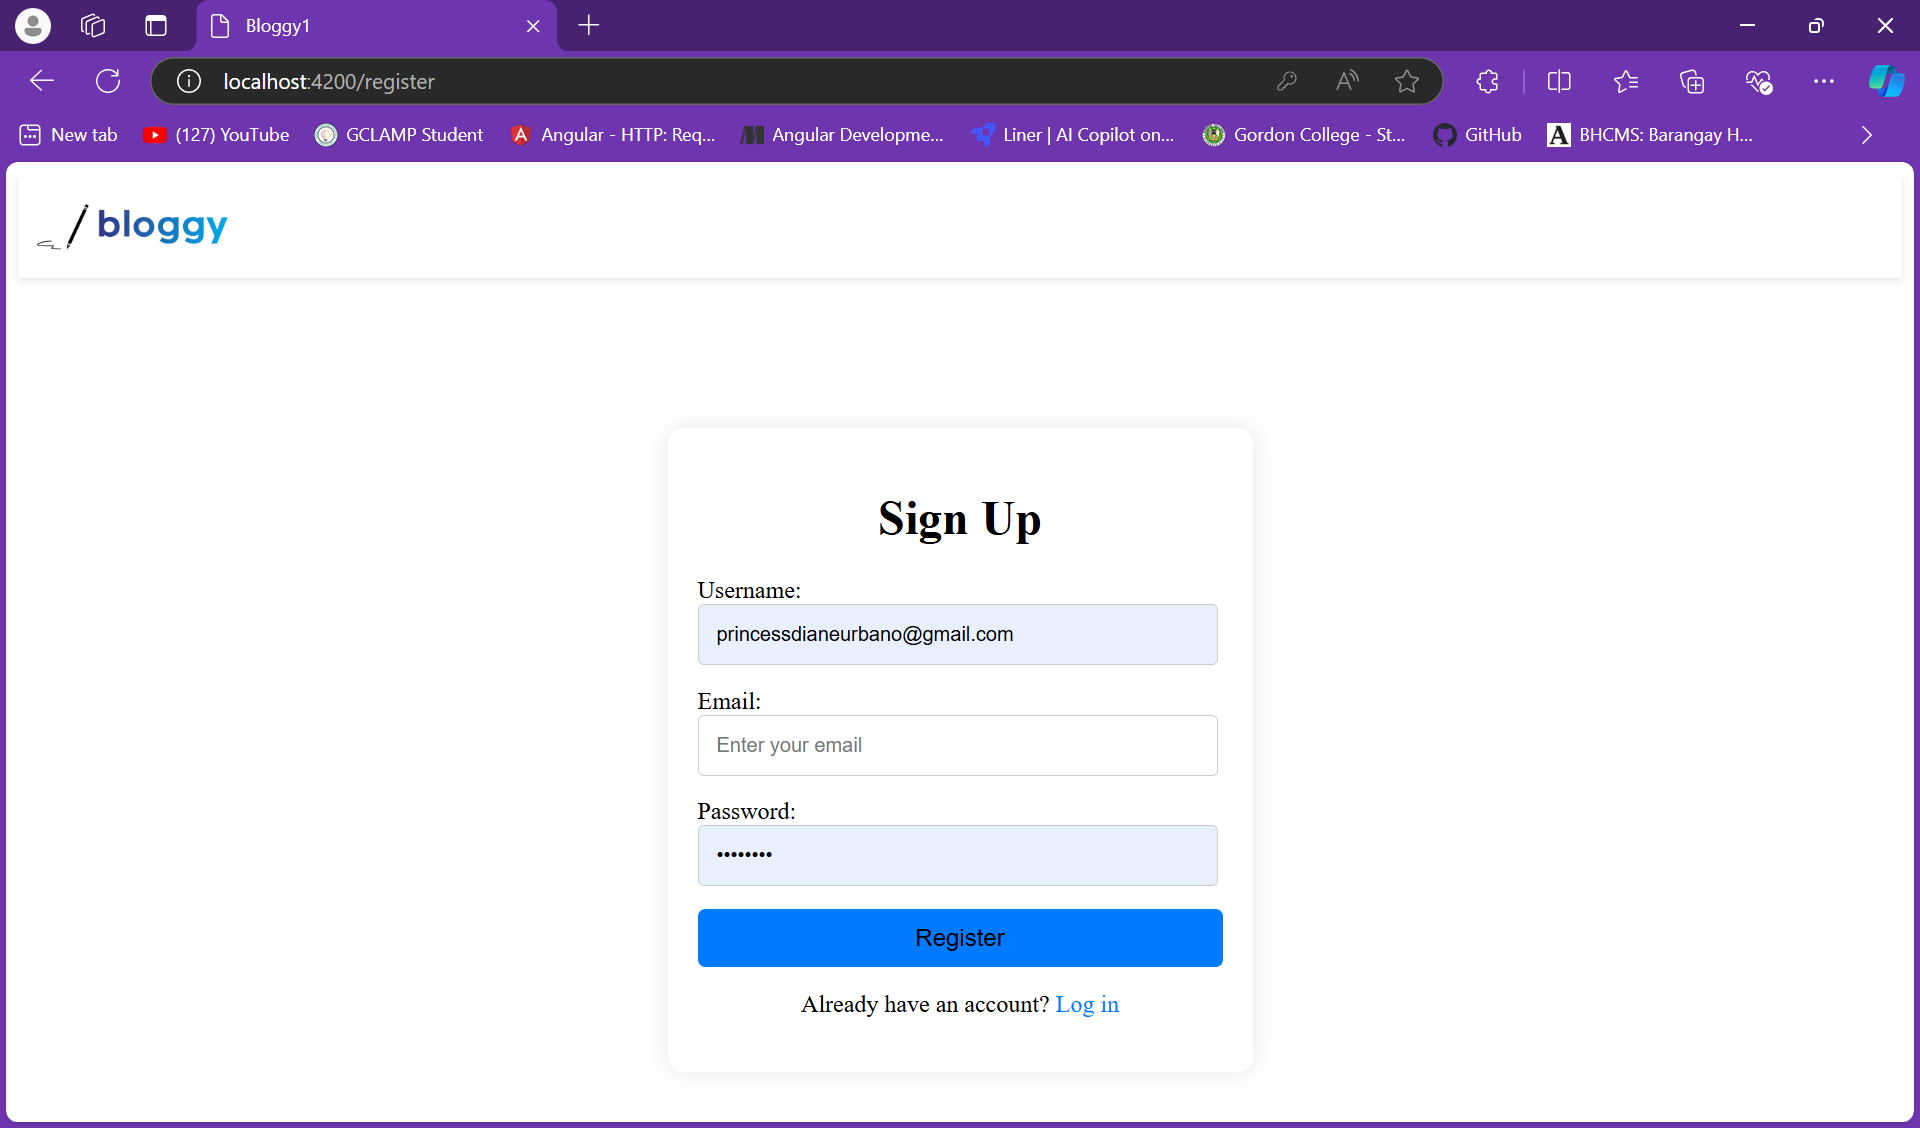 Bloggy1
localhost:4200/register
New tab (127) YouTube GCLAMP Student Angular - HTTP: Req... Angular Developme... Liner | AI Copilot on... Gordon College - St... GitHub A BHCMS: Barangay H...
bloggy
Sign Up
Username:
princessdianeurbano@gmail.com
Email:
Enter your email
Password:
••••••••
Register
Already have an account? Log in